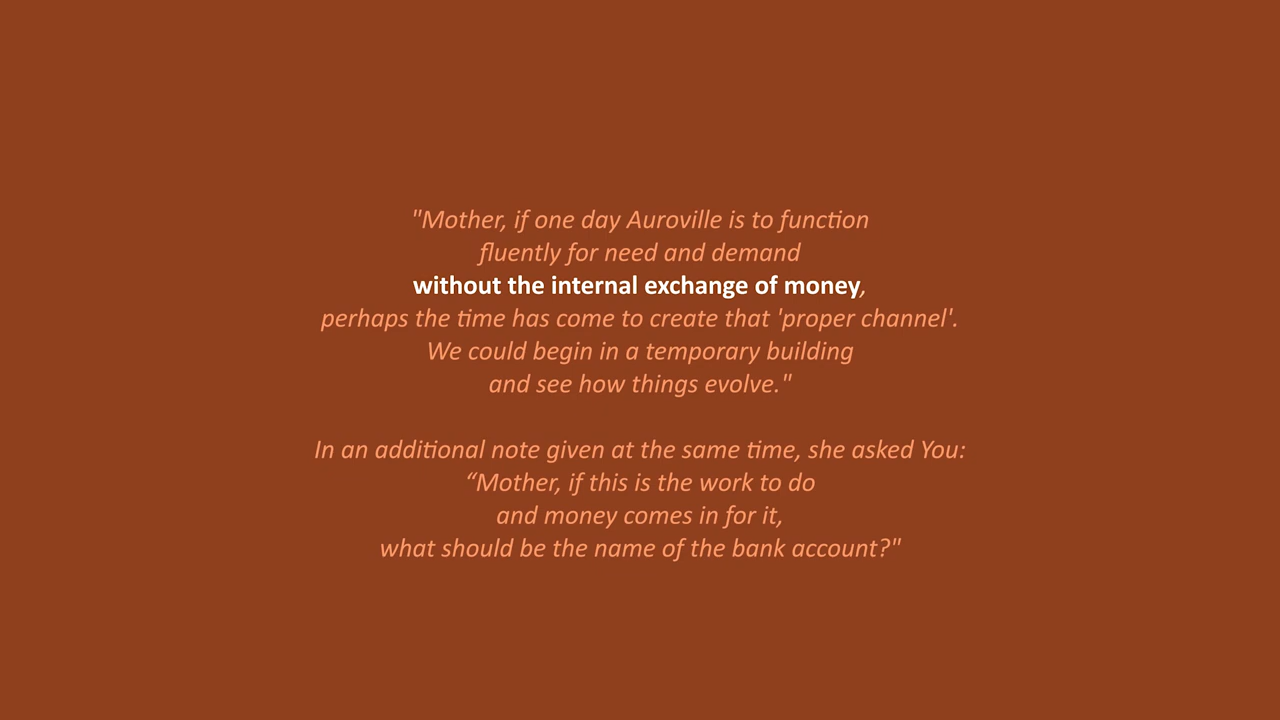 "Mother, if one day Auroville is to function
fluently for need and demand
without the internal exchange of money,
perhaps the time has come to create that 'proper channel'.
We could begin in a temporary building
and see how things evolve."
In an additional note given at the same time, she asked You:
“Mother, if this is the work to do
and money comes in for it,
what should be the name of the bank account?"